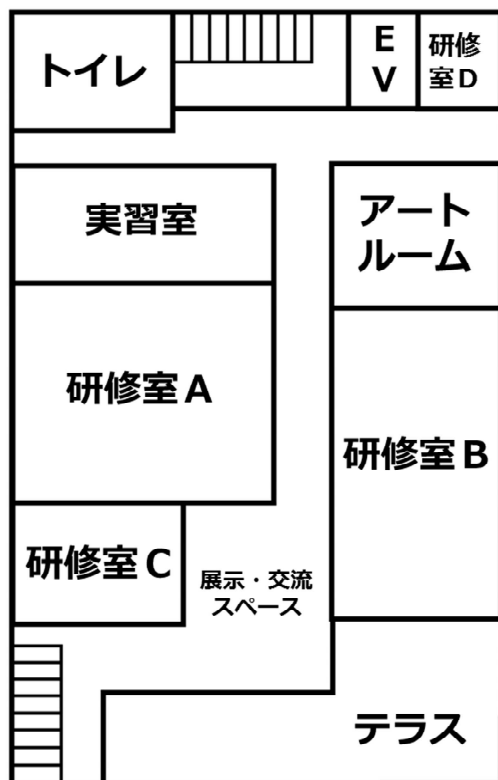 トイレ
E
V
研修
室D
実習室
アート
ルーム
研修室A
研修室B
研修室C
展示・交流
スペース
テラス